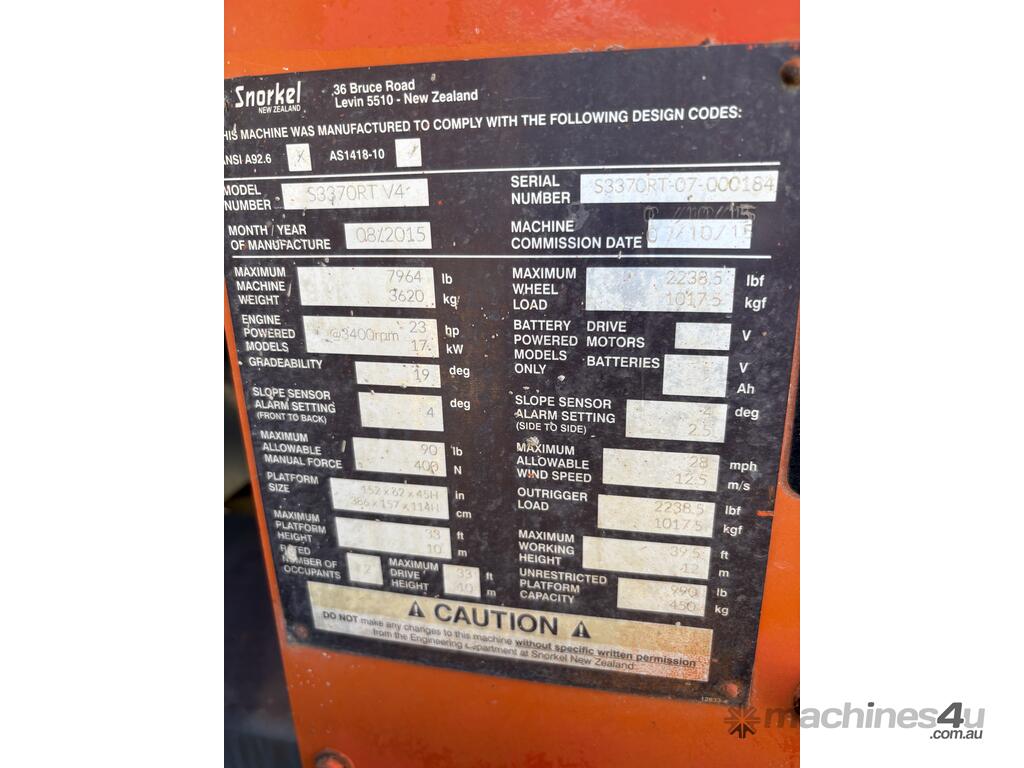 Snorkel
NEW ZEALAND
36 Bruce Road
Levin 5510 - New Zealand
HIS MACHINE WAS MANUFACTURED TO COMPLY WITH THE FOLLOWING DESIGN CODES:
ANSI A92.6 X AS1418-10
MODEL NUMBER S3370RT V4
SERIAL NUMBER S3370RT-07-000184
MONTH / YEAR OF MANUFACTURE 08/2015
MACHINE COMMISSION DATE 07/10/15
MAXIMUM MACHINE WEIGHT 7964 lb 3620 kg
MAXIMUM WHEEL LOAD 2238.5 lbf 1017.5 kgf
ENGINE POWERED MODELS @3400rpm 23 hp 17 kW
BATTERY POWERED MODELS ONLY DRIVE MOTORS V BATTERIES V Ah
GRADEABILITY 19 deg
SLOPE SENSOR ALARM SETTING (FRONT TO BACK) 4 deg
SLOPE SENSOR ALARM SETTING (SIDE TO SIDE) 4 deg 2.5
MAXIMUM ALLOWABLE MANUAL FORCE 90 lb 400 N
MAXIMUM ALLOWABLE WIND SPEED 28 mph 12.5 m/s
PLATFORM SIZE 152 x 62 x 45H in 386 x 157 x 114H cm
OUTRIGGER LOAD 2238.5 lbf 1017.5 kgf
MAXIMUM PLATFORM HEIGHT 33 ft 10 m
MAXIMUM WORKING HEIGHT 39.5 ft 12 m
RATED NUMBER OF OCCUPANTS 2
MAXIMUM DRIVE HEIGHT 33 ft 10 m
UNRESTRICTED PLATFORM CAPACITY 990 lb 450 kg
CAUTION
DO NOT make any changes to this machine without specific written permission
from the Engineering Department at Snorkel New Zealand
machines4u
.com.au